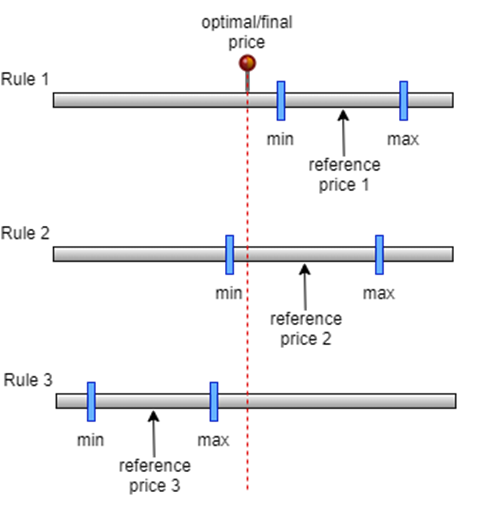 optimal/final
price
Rule 1
min
max
reference
price 1
Rule 2
min
max
reference
price 2
Rule 3
min
max
reference
price 3